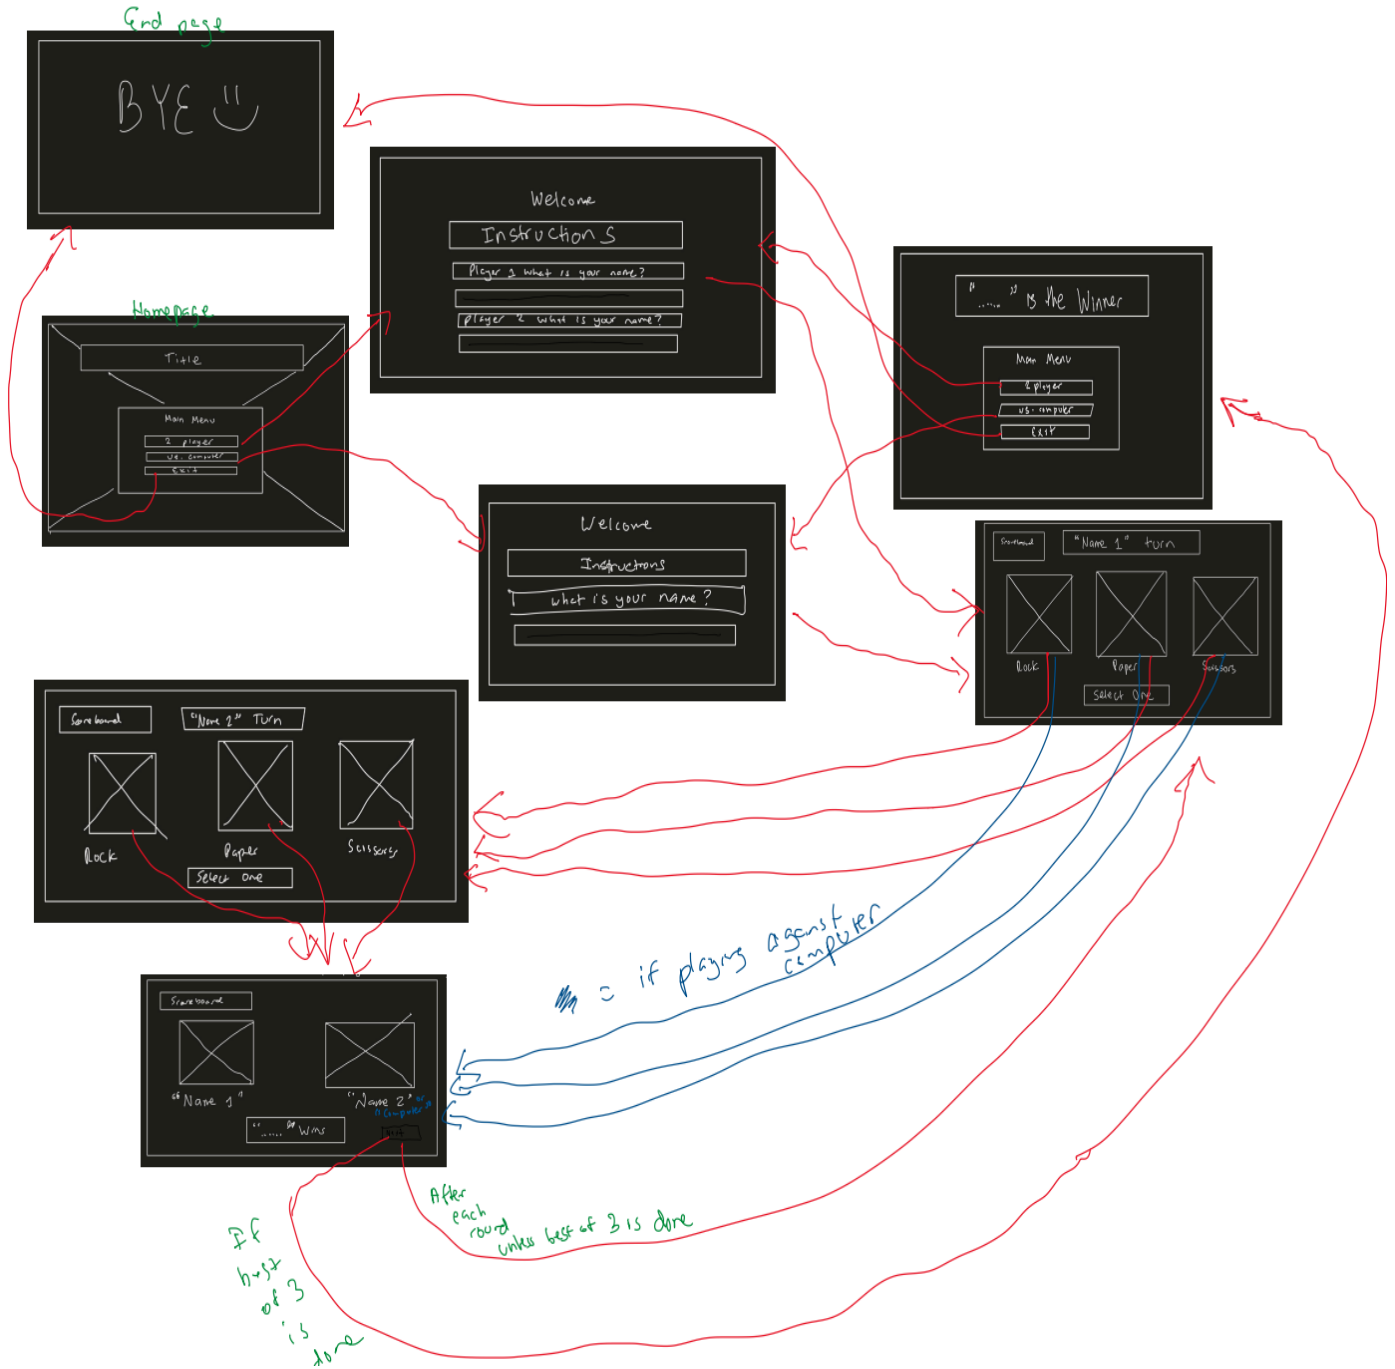 End page
BYE
Welcome
Instructions
Player 1 what is your name?
player 2 what is your name?
"......" is the Winner
Main Menu
2 player
vs. computer
Exit
Homepage
Title
Main Menu
2 player
vs. computer
Exit
Welcome
Instructions
what is your name?
Scoreboard
"Name 1" turn
Rock
Paper
Scissors
Select One
Scoreboard
"Name 2" Turn
Rock
Paper
Scissors
Select one
= if playing against
computer
Scoreboard
"Name 1"
"Name 2" or
"Computer"
"......" Wins
Next
After
each
round
unless best of 3 is done
If
best
of 3
is
done